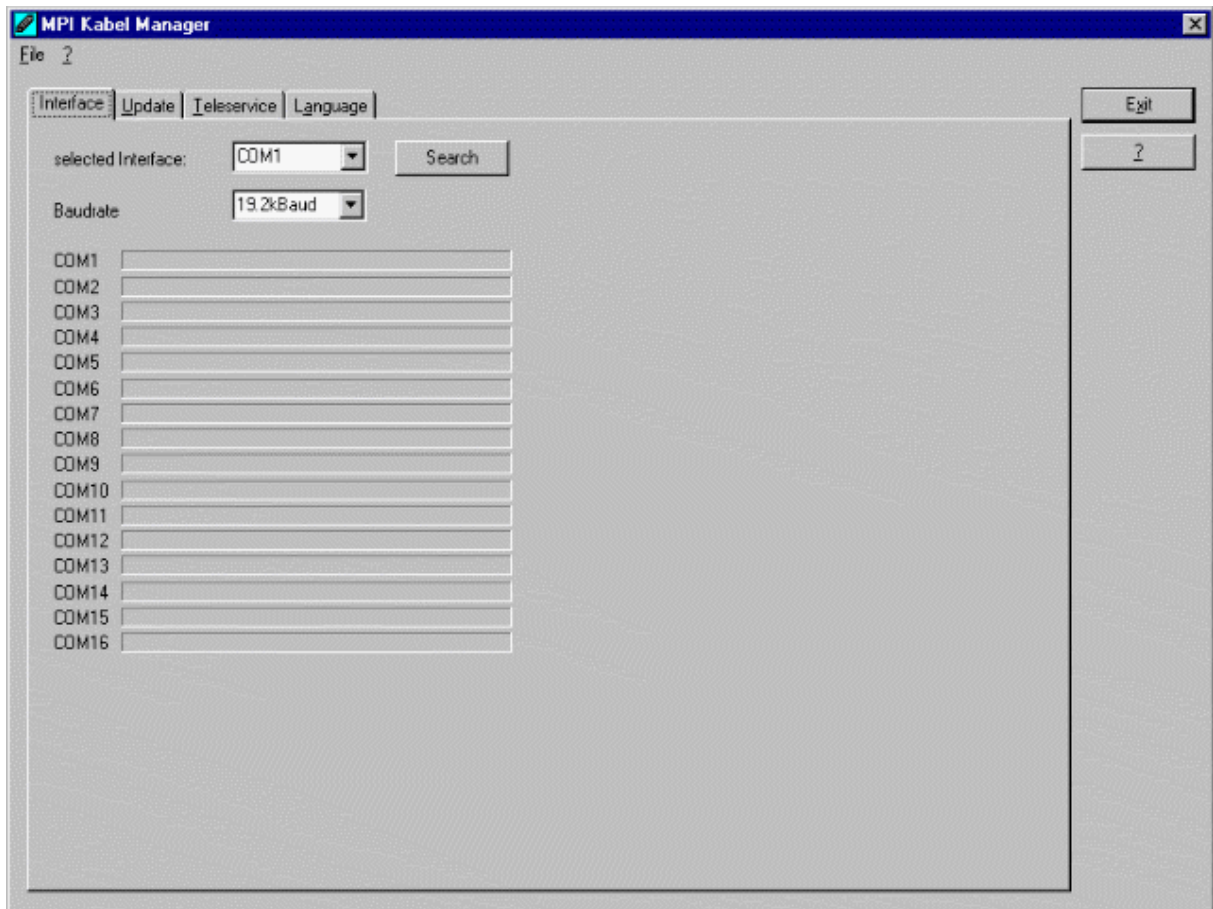 MPI Kabel Manager
File ?
Interface Update Teleservice Language
Exit
selected Interface: COM1 Search
?
Baudrate 19.2kBaud
COM1
COM2
COM3
COM4
COM5
COM6
COM7
COM8
COM9
COM10
COM11
COM12
COM13
COM14
COM15
COM16